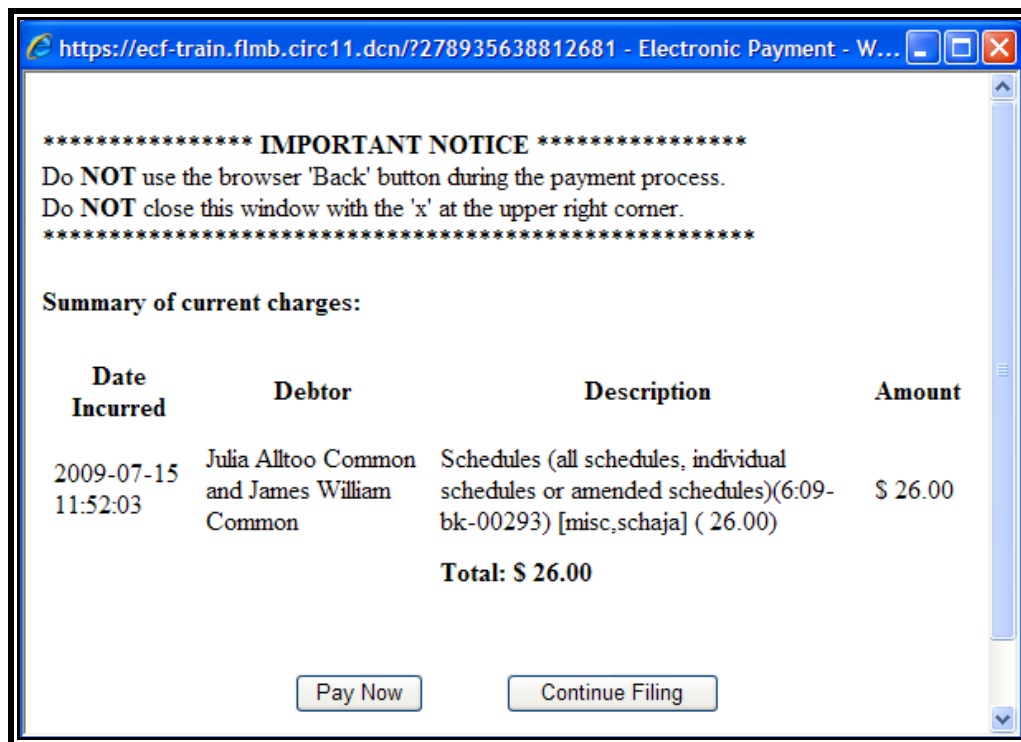 https://ecf-train.flmb.circ11.dcn/?278935638812681 - Electronic Payment - W...
**************** IMPORTANT NOTICE ****************
Do NOT use the browser 'Back' button during the payment process.
Do NOT close this window with the 'x' at the upper right corner.
******************************************************
Summary of current charges:
Date Incurred Debtor Description Amount
2009-07-15 11:52:03
Julia Alltoo Common
and James William
Common
Schedules (all schedules, individual
schedules or amended schedules)(6:09-
bk-00293) [misc,schaja] ( 26.00)
$ 26.00
Total: $ 26.00
Pay Now Continue Filing